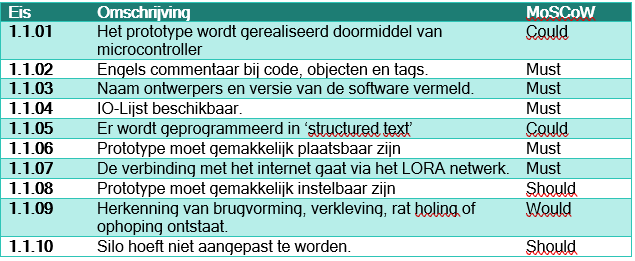 Eis Omschrijving MoSCoW
1.1.01 Het prototype wordt gerealiseerd doormiddel van Could
microcontroller
1.1.02 Engels commentaar bij code, objecten en tags. Must
1.1.03 Naam ontwerpers en versie van de software vermeld. Must
1.1.04 IO-Lijst beschikbaar. Must
1.1.05 Er wordt geprogrammeerd in ‘structured text’ Could
1.1.06 Prototype moet gemakkelijk plaatsbaar zijn Must
1.1.07 De verbinding met het internet gaat via het LORA netwerk. Must
1.1.08 Prototype moet gemakkelijk instelbaar zijn Should
1.1.09 Herkenning van brugvorming, verkleving, rat holing of Would
ophoping ontstaat.
1.1.10 Silo hoeft niet aangepast te worden. Should